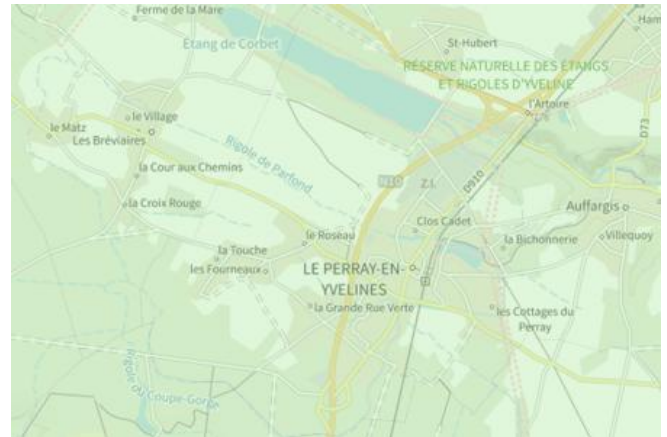 Ferme de la Mare
Ham
Étang de Corbet
St-Hubert
RÉSERVE NATURELLE DES ÉTANGS
ET RIGOLES D'YVELINE
l'Artoire
le Village
le Matz
Les Bréviaires
D73
Rigole de Parfond
la Cour aux Chemins
N10
Z.I.
D910
la Croix Rouge
Auffargis
Clos Cadet
le Roseau
la Bichonnerie
Villequoy
la Touche
les Fourneaux
LE PERRAY-EN-
YVELINES
la Grande Rue Verte
les Cottages du
Perray
Rigole du Coupe-Gorge